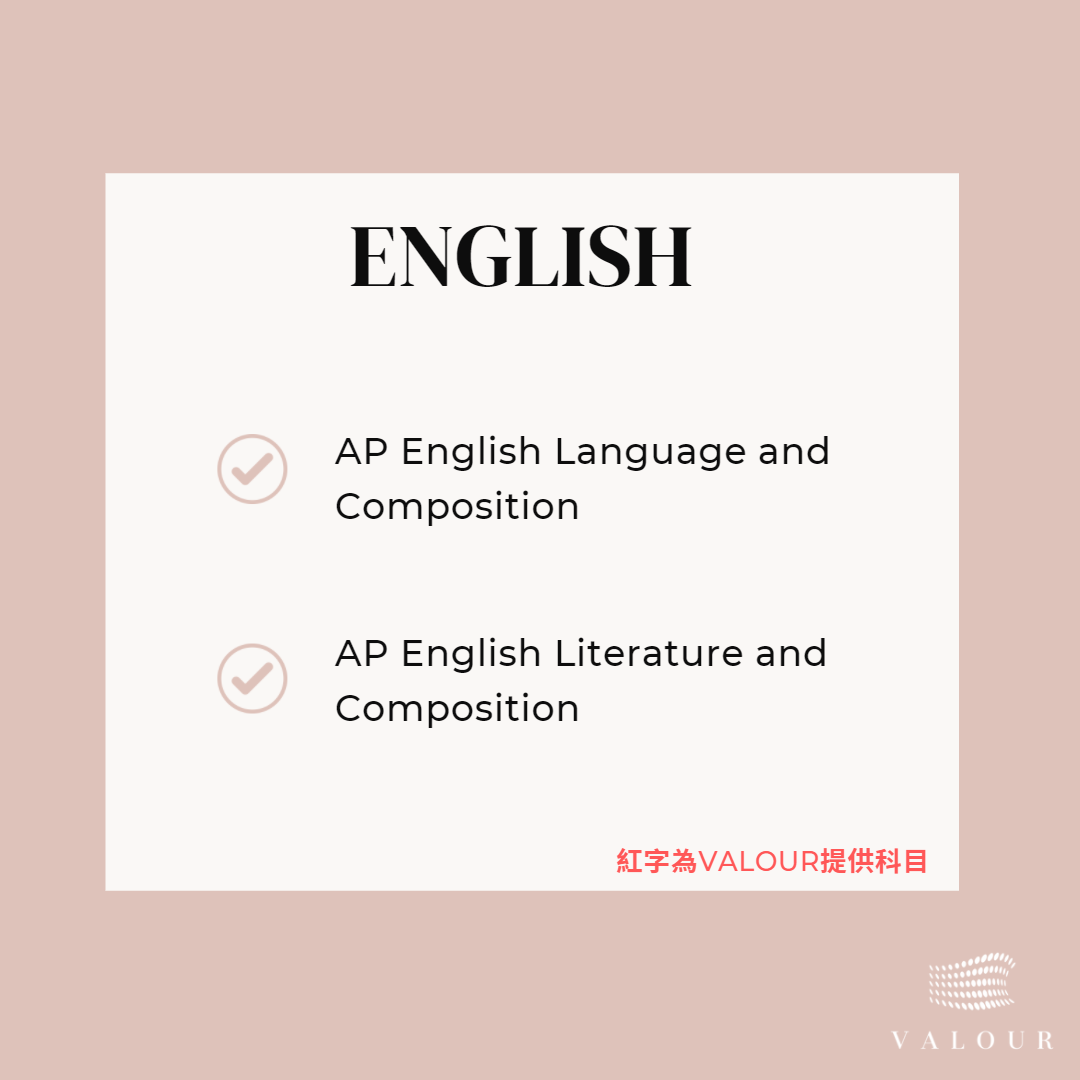 ENGLISH
AP English Language and
Composition
AP English Literature and
Composition
紅字為VALOUR提供科目
VALOUR